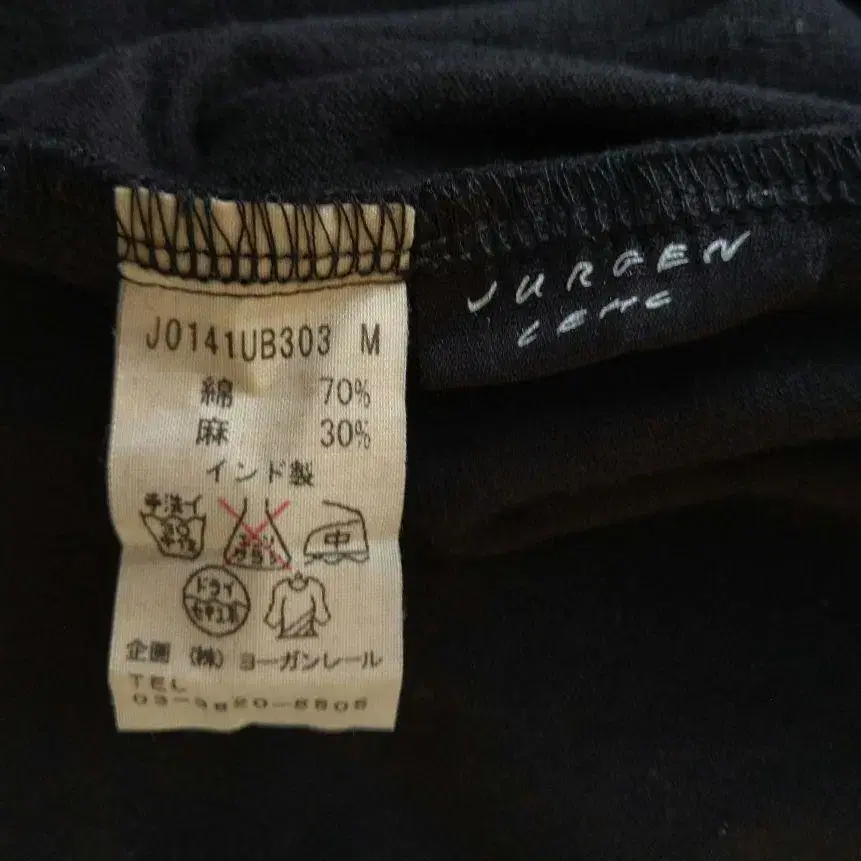 JURGEN
LEHL
J0141UB303 M
綿 70%
麻 30%
インド製
手洗イ
中
ドライ
企画 (株) ヨーガンレール
TEL